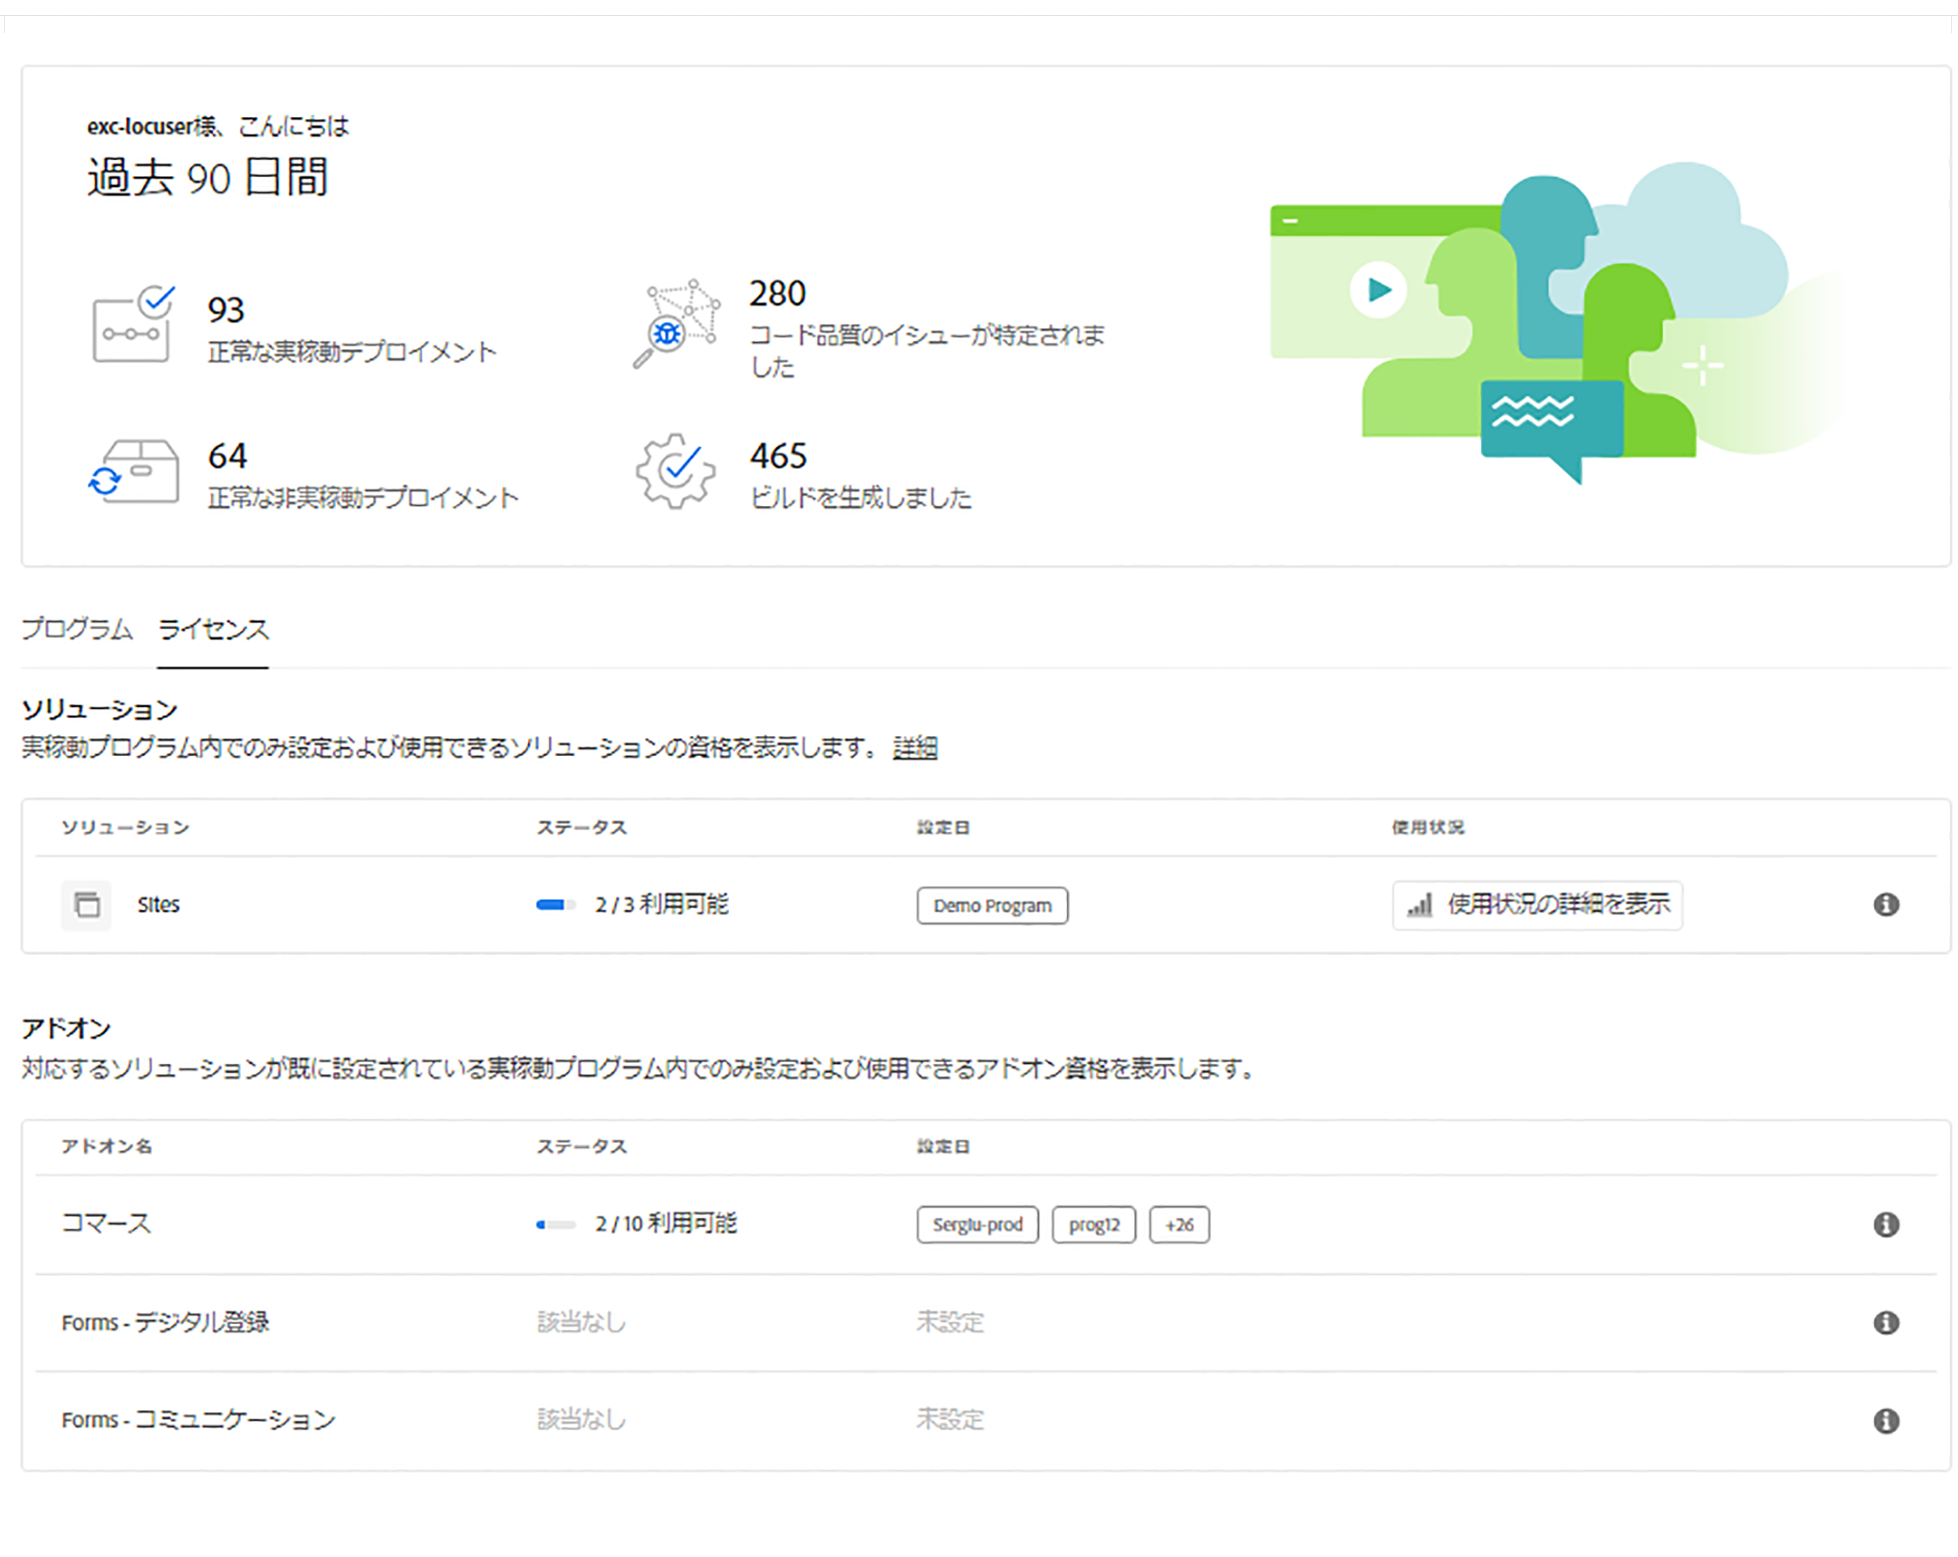 exc-locuser様、こんにちは
過去 90 日間
93
正常な実稼動デプロイメント
280
コード品質のイシューが特定されま
した
64
正常な非実稼動デプロイメント
465
ビルドを生成しました
プログラム ライセンス
ソリューション
実稼動プログラム内でのみ設定および使用できるソリューションの資格を表示します。 詳細
ソリューション ステータス 設定日 使用状況
Sites 2 / 3 利用可能 Demo Program 使用状況の詳細を表示
アドオン
対応するソリューションが既に設定されている実稼動プログラム内でのみ設定および使用できるアドオン資格を表示します。
アドオン名 ステータス 設定日
コマース 2 / 10 利用可能 Sergiu-prod prog12 +26
Forms - デジタル登録 該当なし 未設定
Forms - コミュニケーション 該当なし 未設定